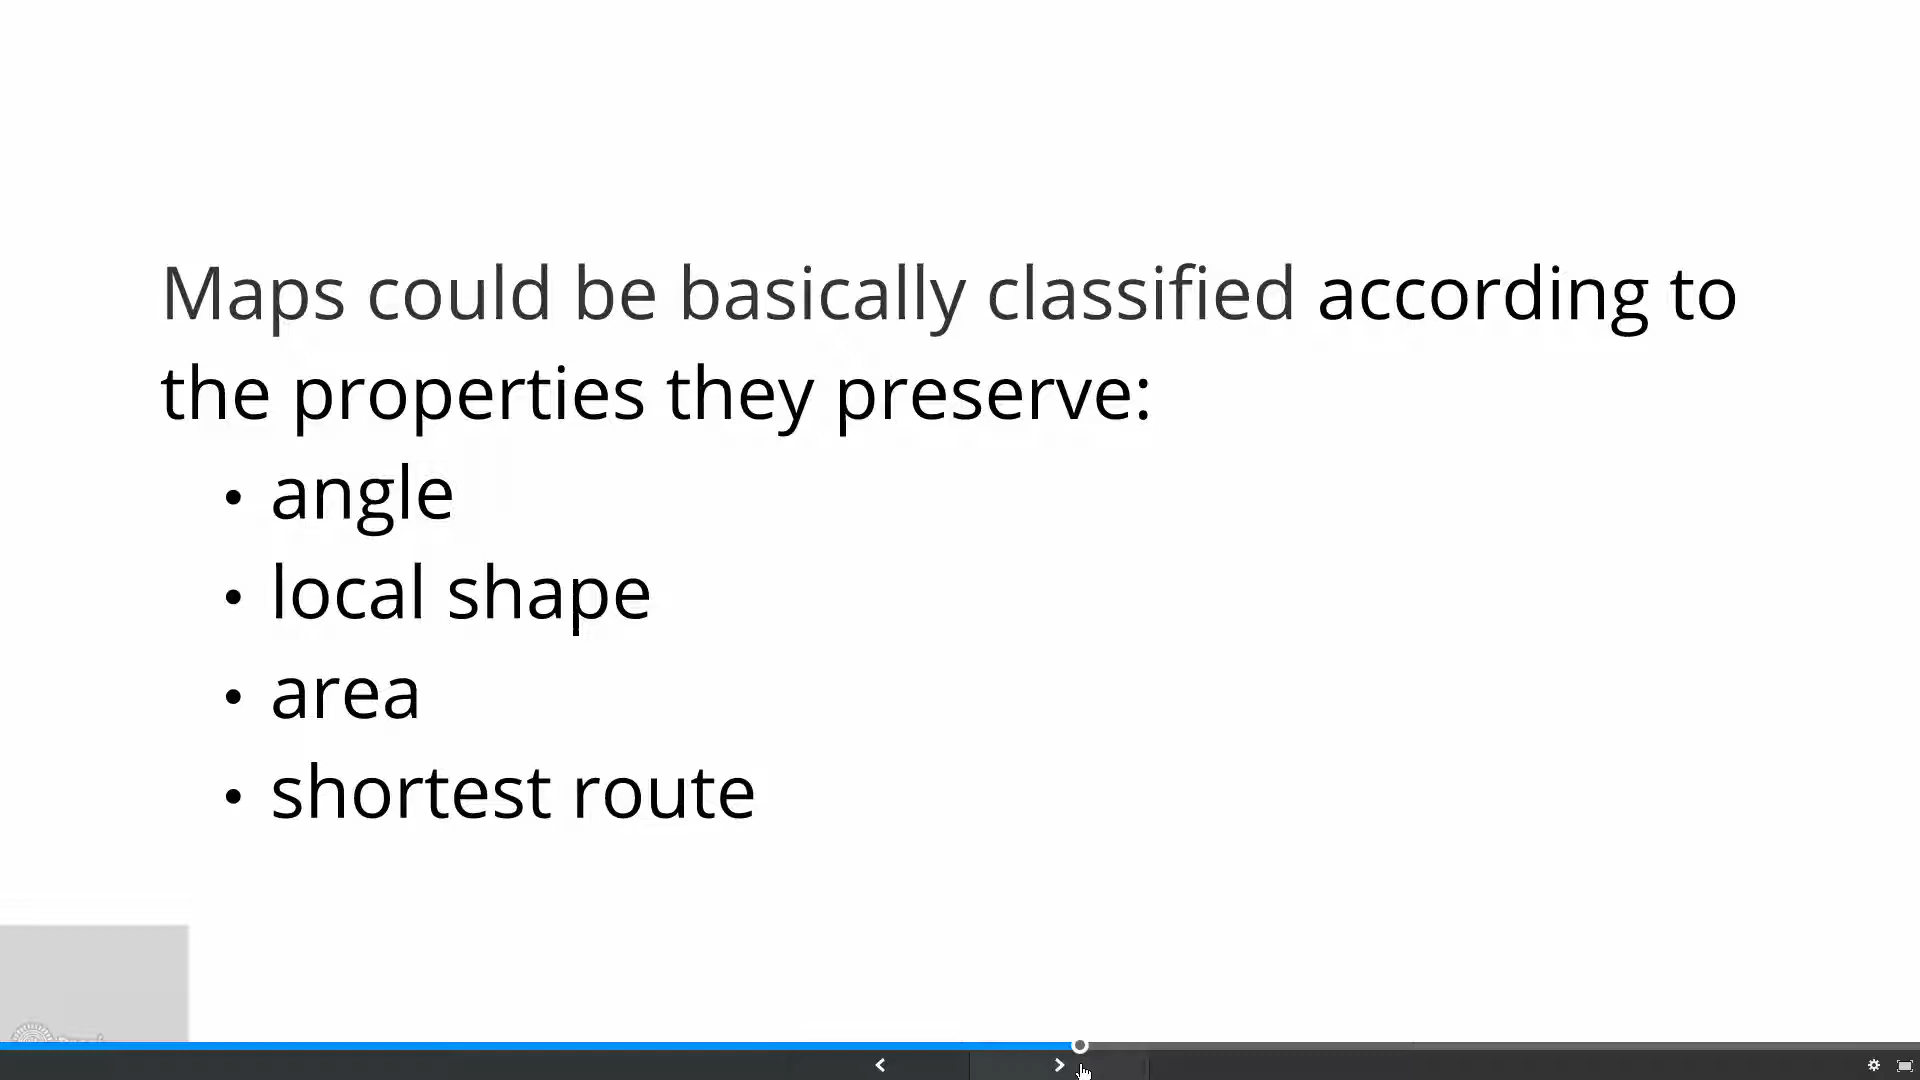 Maps could be basically classified according to
the properties they preserve:
• angle
• local shape
• area
• shortest route